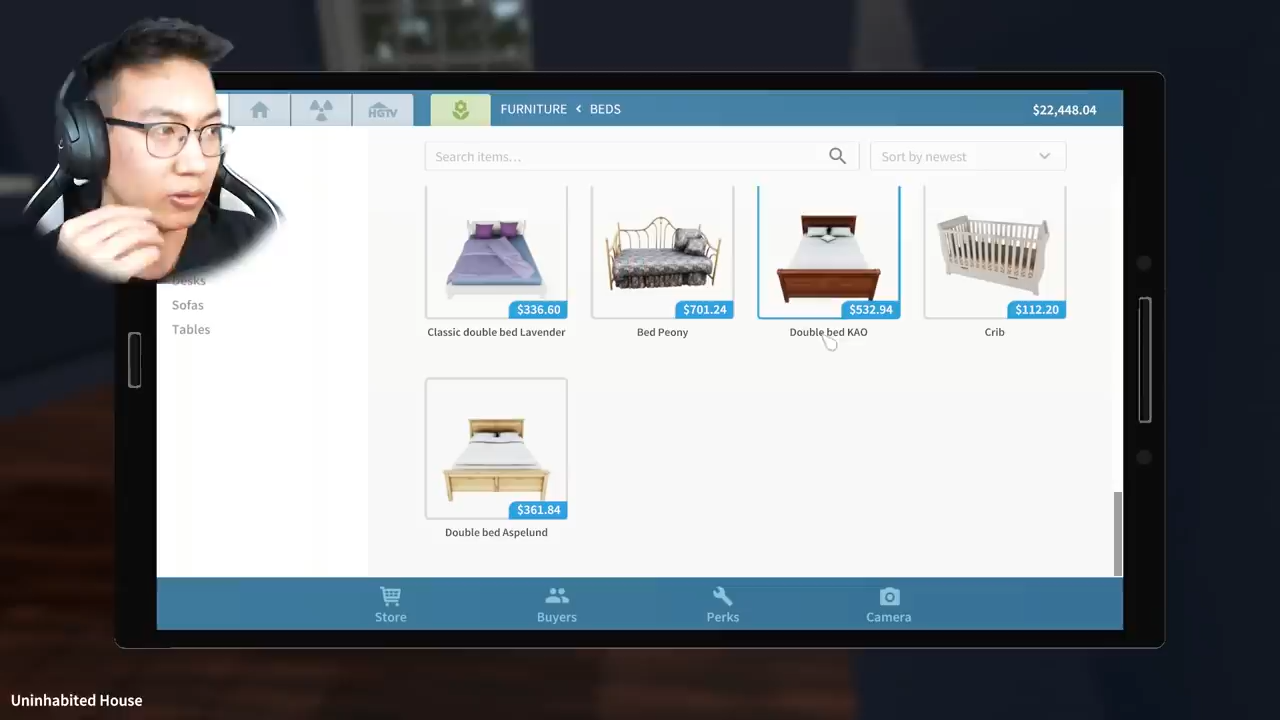 HGTV
FURNITURE < BEDS
$22,448.04
Search items...
Sort by newest
$336.60
$701.24
$532.94
$112.20
Classic double bed Lavender
Bed Peony
Double bed KAO
Crib
Desks
Sofas
Tables
$361.84
Double bed Aspelund
Store
Buyers
Perks
Camera
Uninhabited House